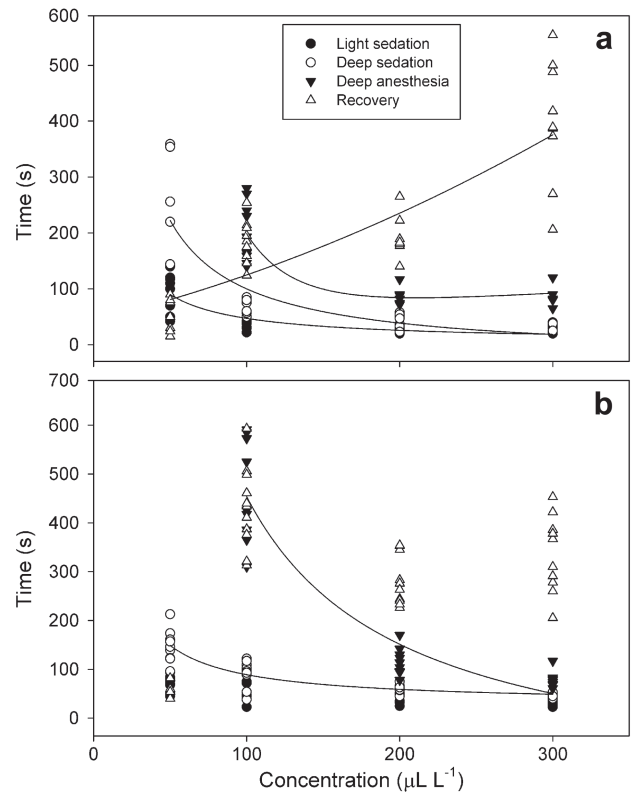 a
Light sedation
Deep sedation
Deep anesthesia
Recovery
600
500
400
300
200
100
0
Time (s)
b
700
600
500
400
300
200
100
0
Time (s)
0 100 200 300
Concentration (µL L⁻¹)